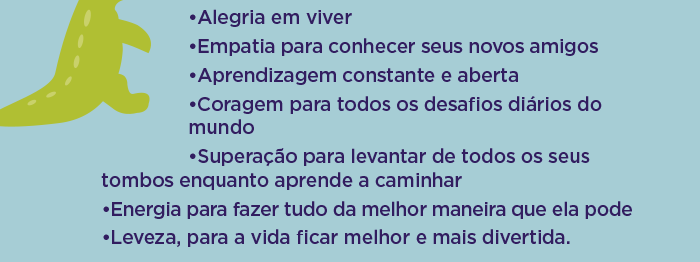 •Alegria em viver
•Empatia para conhecer seus novos amigos
•Aprendizagem constante e aberta
•Coragem para todos os desafios diários do
mundo
•Superação para levantar de todos os seus
tombos enquanto aprende a caminhar
•Energia para fazer tudo da melhor maneira que ela pode
•Leveza, para a vida ficar melhor e mais divertida.